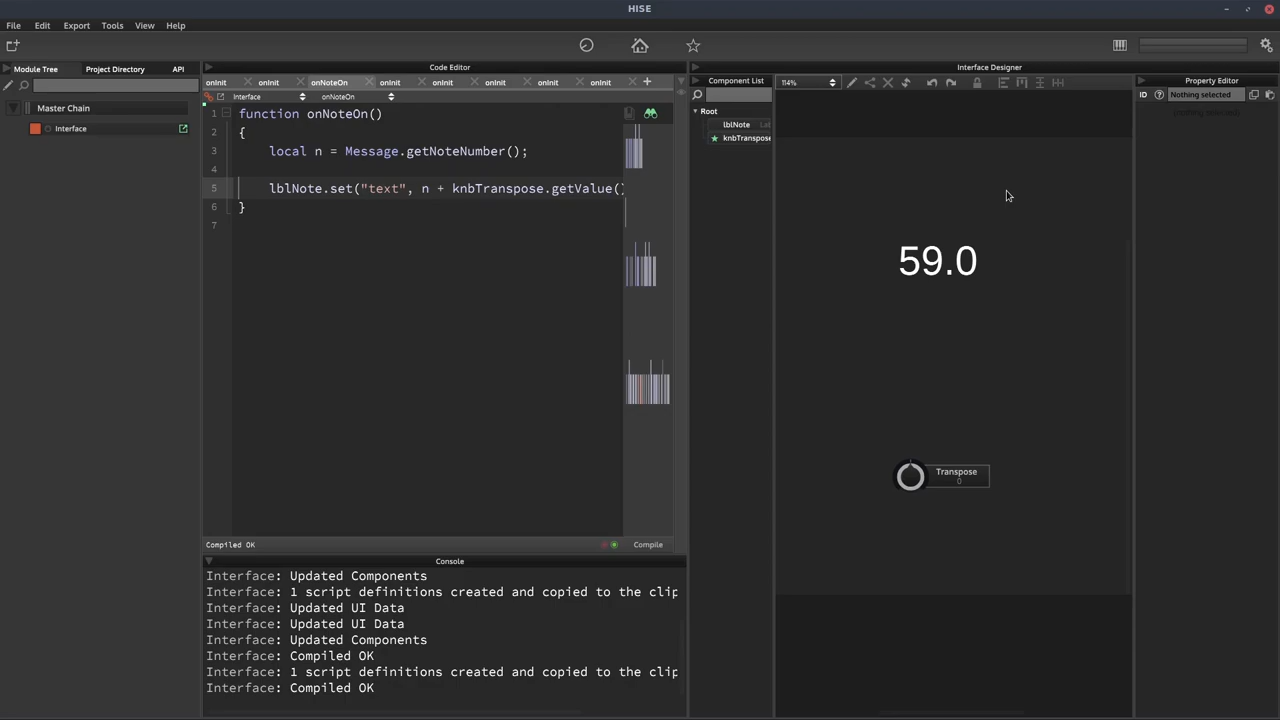 HISE
File Edit Export Tools View Help
Module Tree Project Directory API
Master Chain
Interface
Code Editor
onInit onInit onNoteOn onInit onInit onInit onInit onInit +
Interface onNoteOn
1 function onNoteOn()
2 {
3 local n = Message.getNoteNumber();
4
5 lblNote.set("text", n + knbTranspose.getValue()
6 }
7
Compiled OK Compile
Console
Interface: Updated Components
Interface: 1 script definitions created and copied to the clip
Interface: Updated UI Data
Interface: Updated UI Data
Interface: Updated Components
Interface: Compiled OK
Interface: 1 script definitions created and copied to the clip
Interface: Compiled OK
Interface Designer
Component List
114%
Root
lblNote
knbTranspose
59.0
Transpose
0
Property Editor
ID Nothing selected